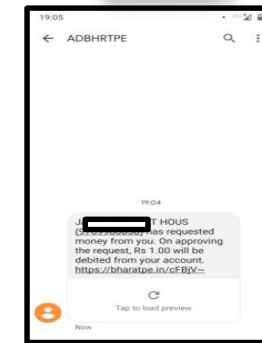 19:05
ADBHRTPE
19:04
T HOUS
has requested
money from you. On approving
the request, Rs 1.00 will be
debited from your account.
https://bharatpe.in/cFBjV~
Tap to load preview
Now